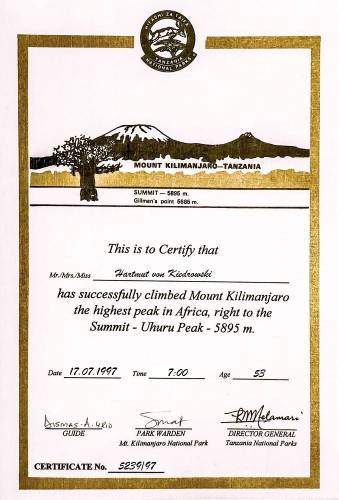 HIFADHI ZA TAIFA
TANZANIA
NATIONAL PARKS
MOUNT KILIMANJARO—TANZANIA
SUMMIT — 5895 m.
Gilman's point 5685 m.
This is to Certify that
Mr./Mrs./Miss Hartmut von Kiedrowski
has successfully climbed Mount Kilimanjaro
the highest peak in Africa, right to the
Summit - Uhuru Peak - 5895 m.
Date 17.07.1997 Time 7:00 Age 53
DISMAS.A.URIO
GUIDE PARK WARDEN DIRECTOR GENERAL
Mt. Kilimanjaro National Park Tanzania National Parks
CERTIFICATE No. 5239/97